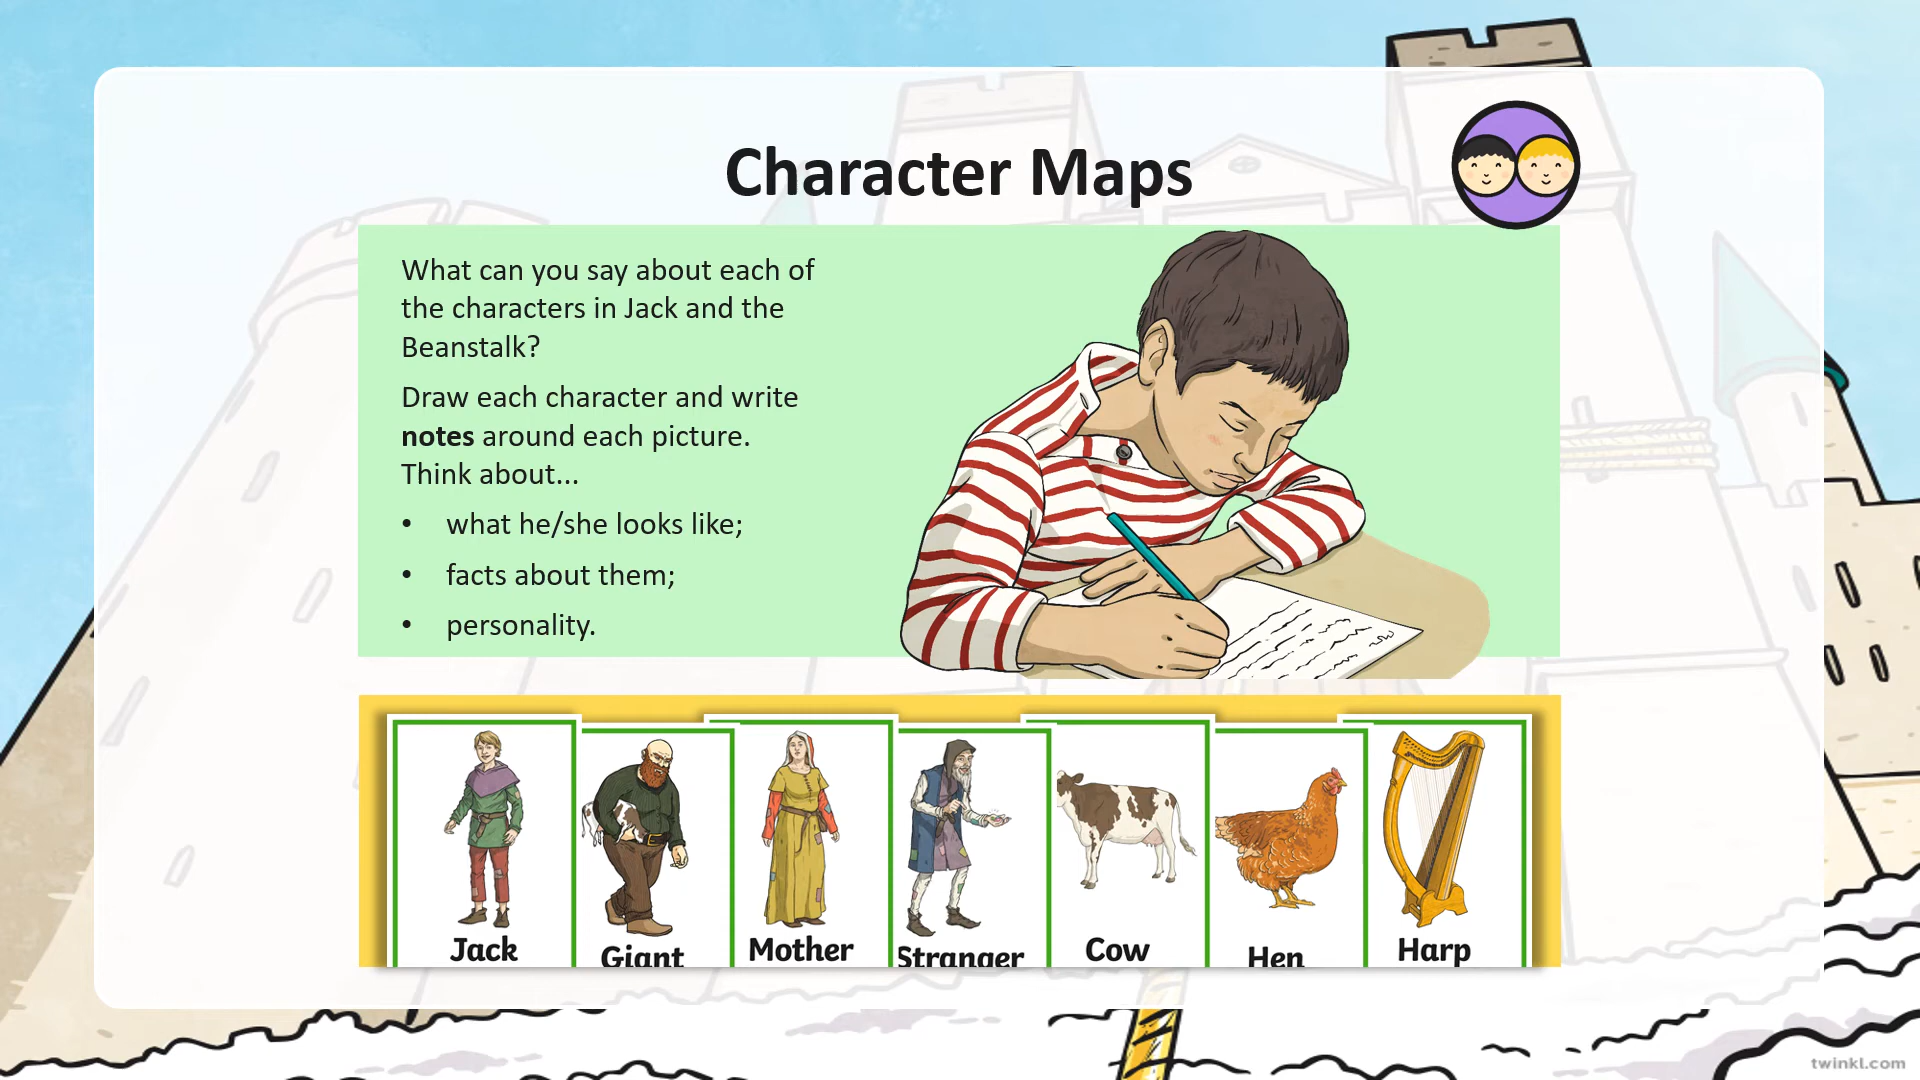 Character Maps
What can you say about each of
the characters in Jack and the
Beanstalk?
Draw each character and write
notes around each picture.
Think about...
• what he/she looks like;
• facts about them;
• personality.
Jack
Giant
Mother
Stranger
Cow
Hen
Harp
twinkl.com